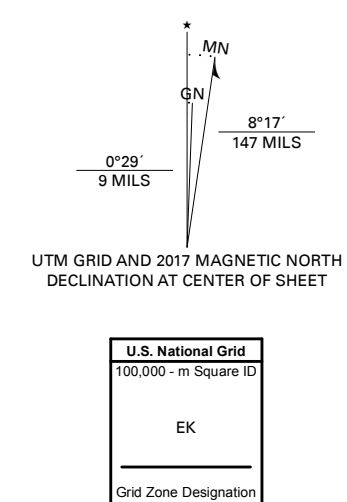 ★
MN
GN
8°17´
147 MILS
0°29´
9 MILS
UTM GRID AND 2017 MAGNETIC NORTH
DECLINATION AT CENTER OF SHEET
U.S. National Grid
100,000 - m Square ID
EK
Grid Zone Designation